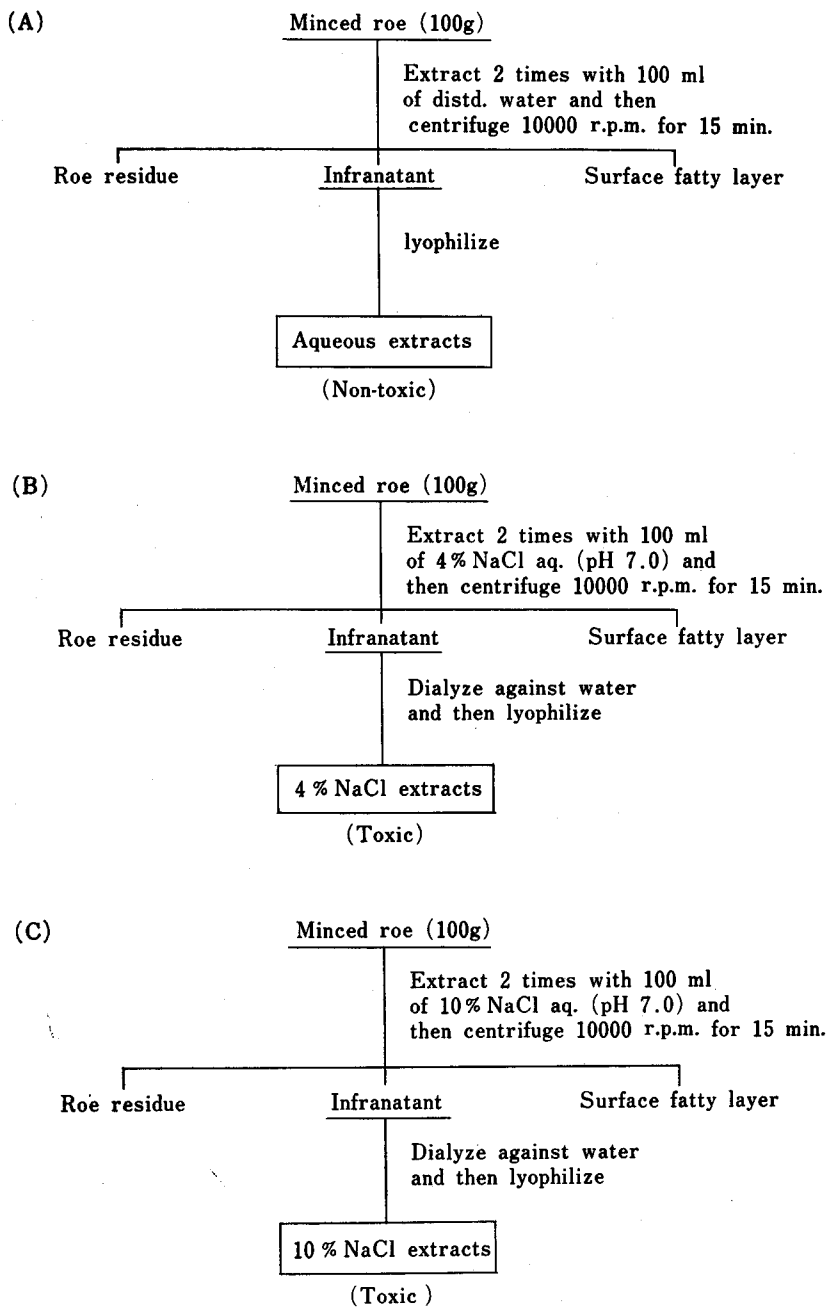 (A)
Minced roe (100g)
Extract 2 times with 100 ml
of distd. water and then
centrifuge 10000 r.p.m. for 15 min.
Roe residue Infranatant Surface fatty layer
lyophilize
Aqueous extracts
(Non-toxic)
(B)
Minced roe (100g)
Extract 2 times with 100 ml
of 4% NaCl aq. (pH 7.0) and
then centrifuge 10000 r.p.m. for 15 min.
Roe residue Infranatant Surface fatty layer
Dialyze against water
and then lyophilize
4 % NaCl extracts
(Toxic)
(C)
Minced roe (100g)
Extract 2 times with 100 ml
of 10% NaCl aq. (pH 7.0) and
then centrifuge 10000 r.p.m. for 15 min.
Roe residue Infranatant Surface fatty layer
Dialyze against water
and then lyophilize
10 % NaCl extracts
(Toxic )